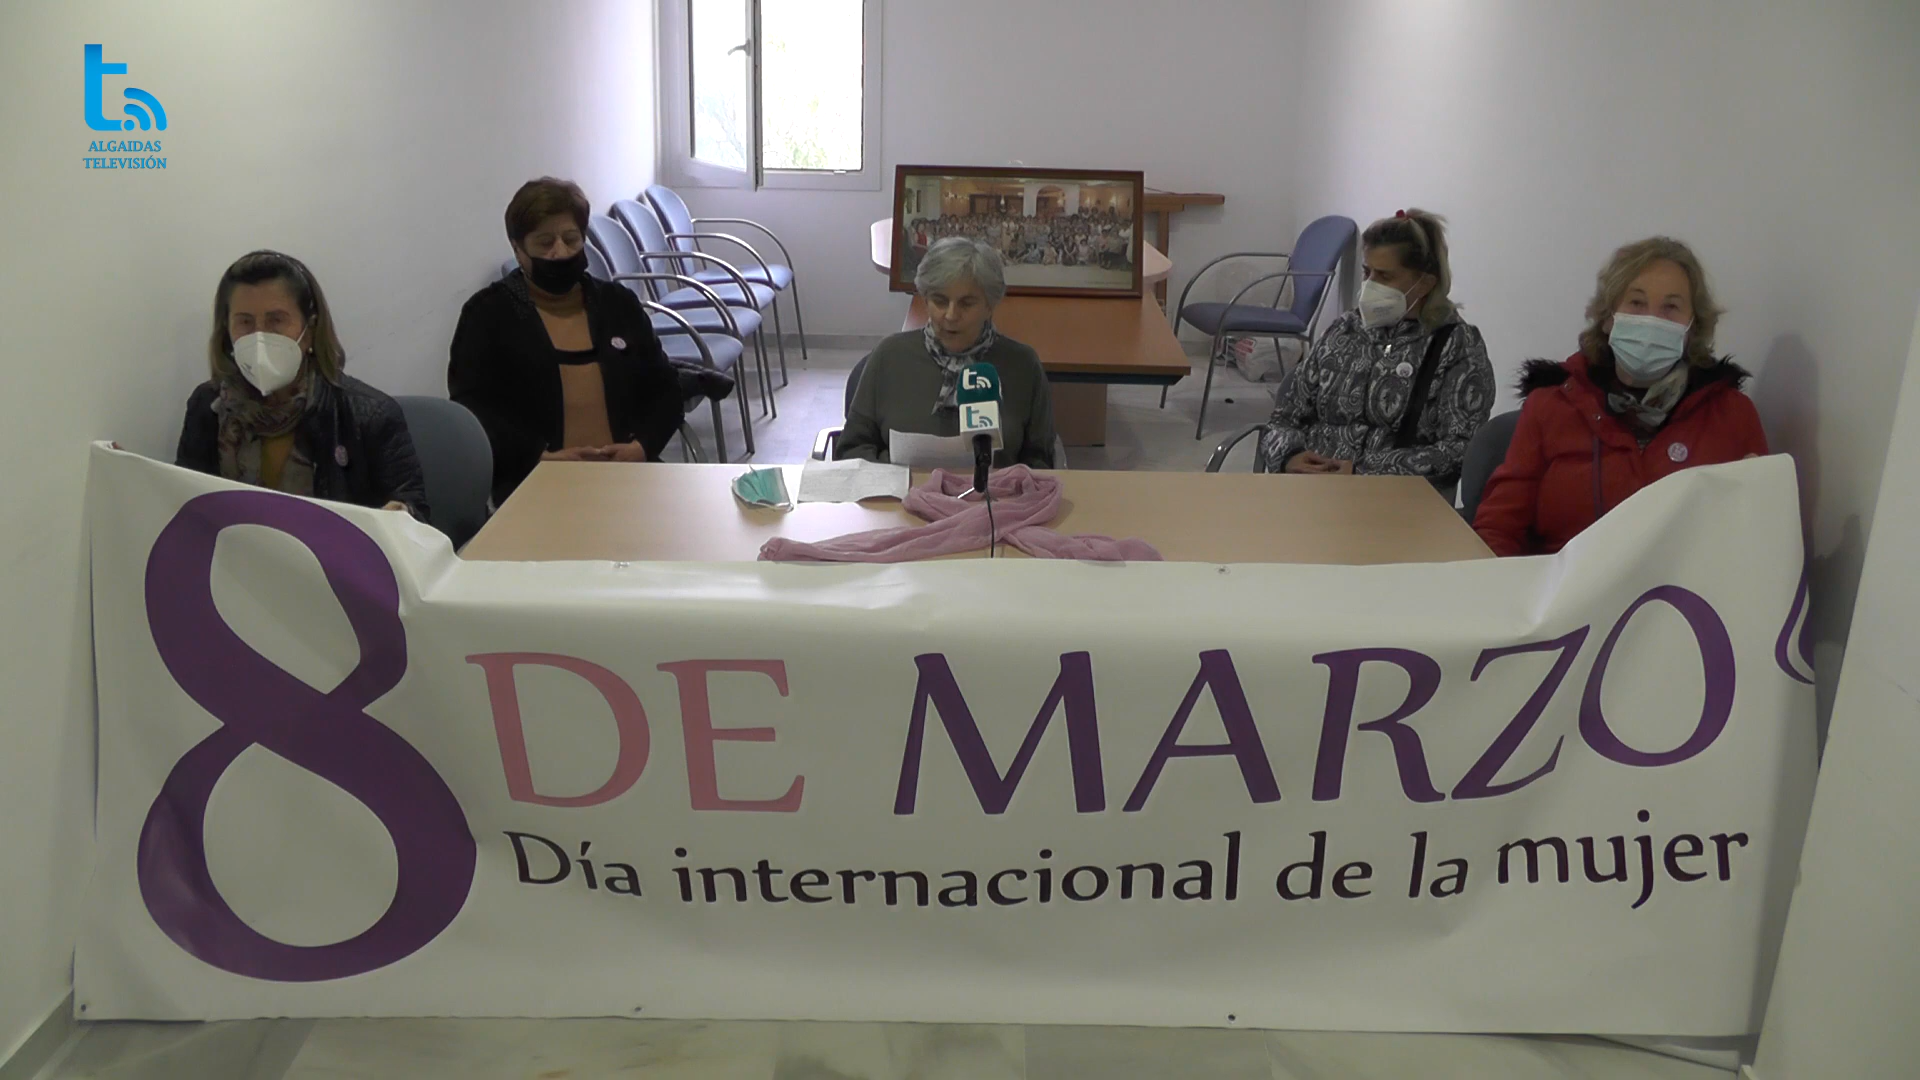 t
ALGAIDAS
TELEVISIÓN
t
t
8 DE MARZO
Día internacional de la mujer